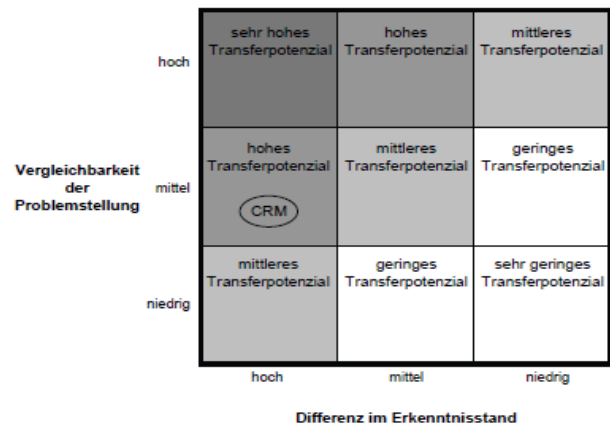 sehr hohes
Transferpotenzial
hohes
Transferpotenzial
mittleres
Transferpotenzial
hoch
hohes
Transferpotenzial
mittleres
Transferpotenzial
geringes
Transferpotenzial
Vergleichbarkeit
der
Problemstellung
mittel
CRM
mittleres
Transferpotenzial
geringes
Transferpotenzial
sehr geringes
Transferpotenzial
niedrig
hoch
mittel
niedrig
Differenz im Erkenntnisstand